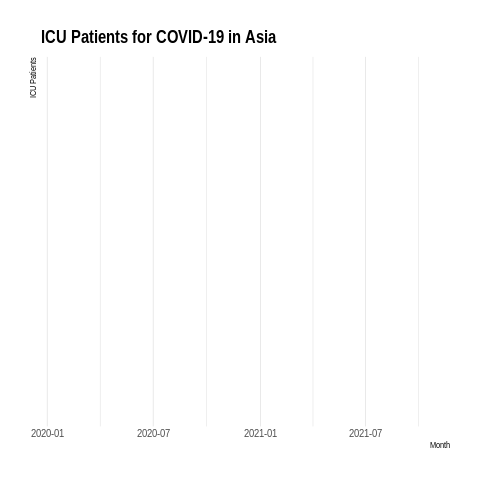 ICU Patients for COVID-19 in Asia
ICU Patients
2020-01
2020-07
2021-01
2021-07
Month